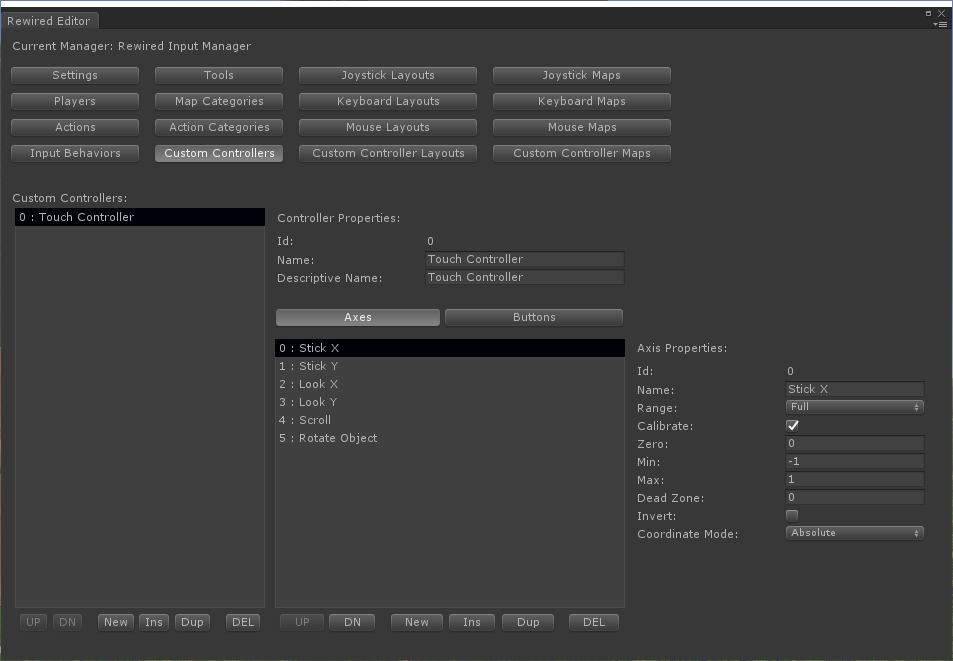 Rewired Editor
Current Manager: Rewired Input Manager
Settings Tools Joystick Layouts Joystick Maps
Players Map Categories Keyboard Layouts Keyboard Maps
Actions Action Categories Mouse Layouts Mouse Maps
Input Behaviors Custom Controllers Custom Controller Layouts Custom Controller Maps
Custom Controllers:
0 : Touch Controller
Controller Properties:
Id: 0
Name: Touch Controller
Descriptive Name: Touch Controller
Axes Buttons
0 : Stick X
1 : Stick Y
2 : Look X
3 : Look Y
4 : Scroll
5 : Rotate Object
Axis Properties:
Id: 0
Name: Stick X
Range: Full
Calibrate:
Zero: 0
Min: -1
Max: 1
Dead Zone: 0
Invert:
Coordinate Mode: Absolute
UP DN New Ins Dup DEL UP DN New Ins Dup DEL